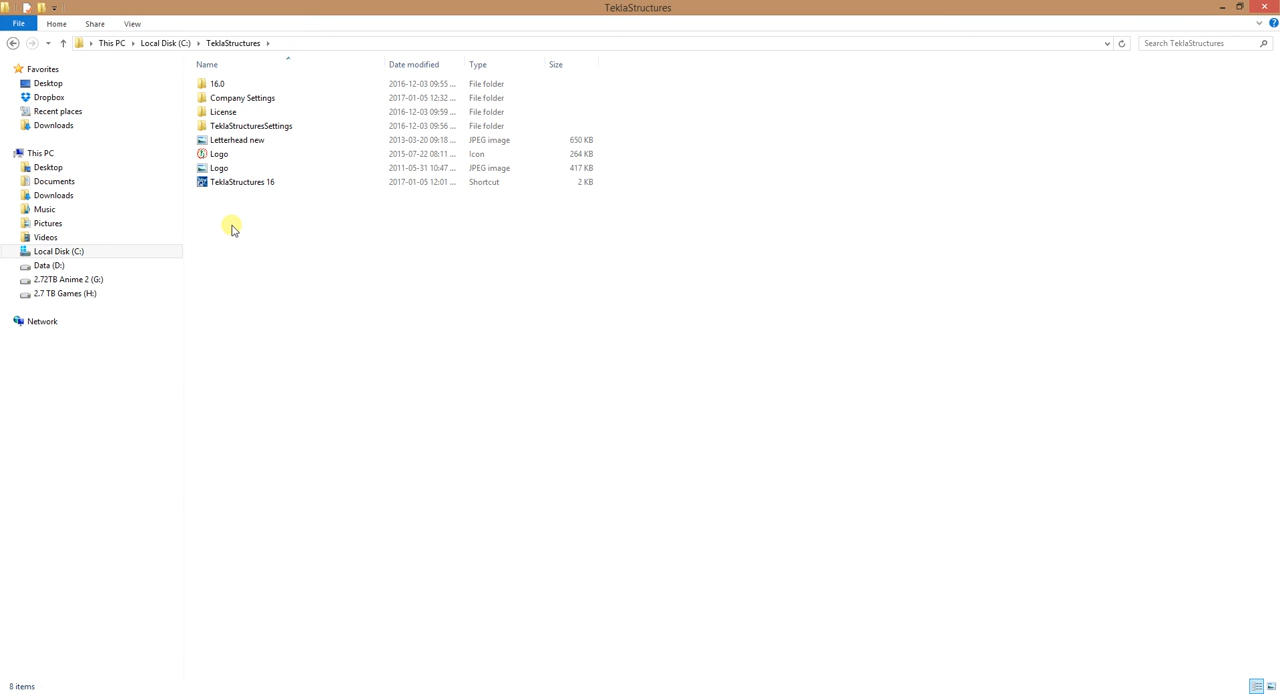 TeklaStructures
File Home Share View
This PC Local Disk (C:) TeklaStructures Search TeklaStructures
Name Date modified Type Size
Favorites
Desktop
Dropbox
Recent places
Downloads
This PC
Desktop
Documents
Downloads
Music
Pictures
Videos
Local Disk (C:)
Data (D:)
2.72TB Anime 2 (G:)
2.7 TB Games (H:)
Network
16.0 2016-12-03 09:55 ... File folder
Company Settings 2017-01-05 12:32 ... File folder
License 2016-12-03 09:59 ... File folder
TeklaStructuresSettings 2016-12-03 09:56 ... File folder
Letterhead new 2013-03-20 09:18 ... JPEG image 650 KB
Logo 2015-07-22 08:11 ... Icon 264 KB
Logo 2011-05-31 10:47 ... JPEG image 417 KB
TeklaStructures 16 2017-01-05 12:01 ... Shortcut 2 KB
8 items